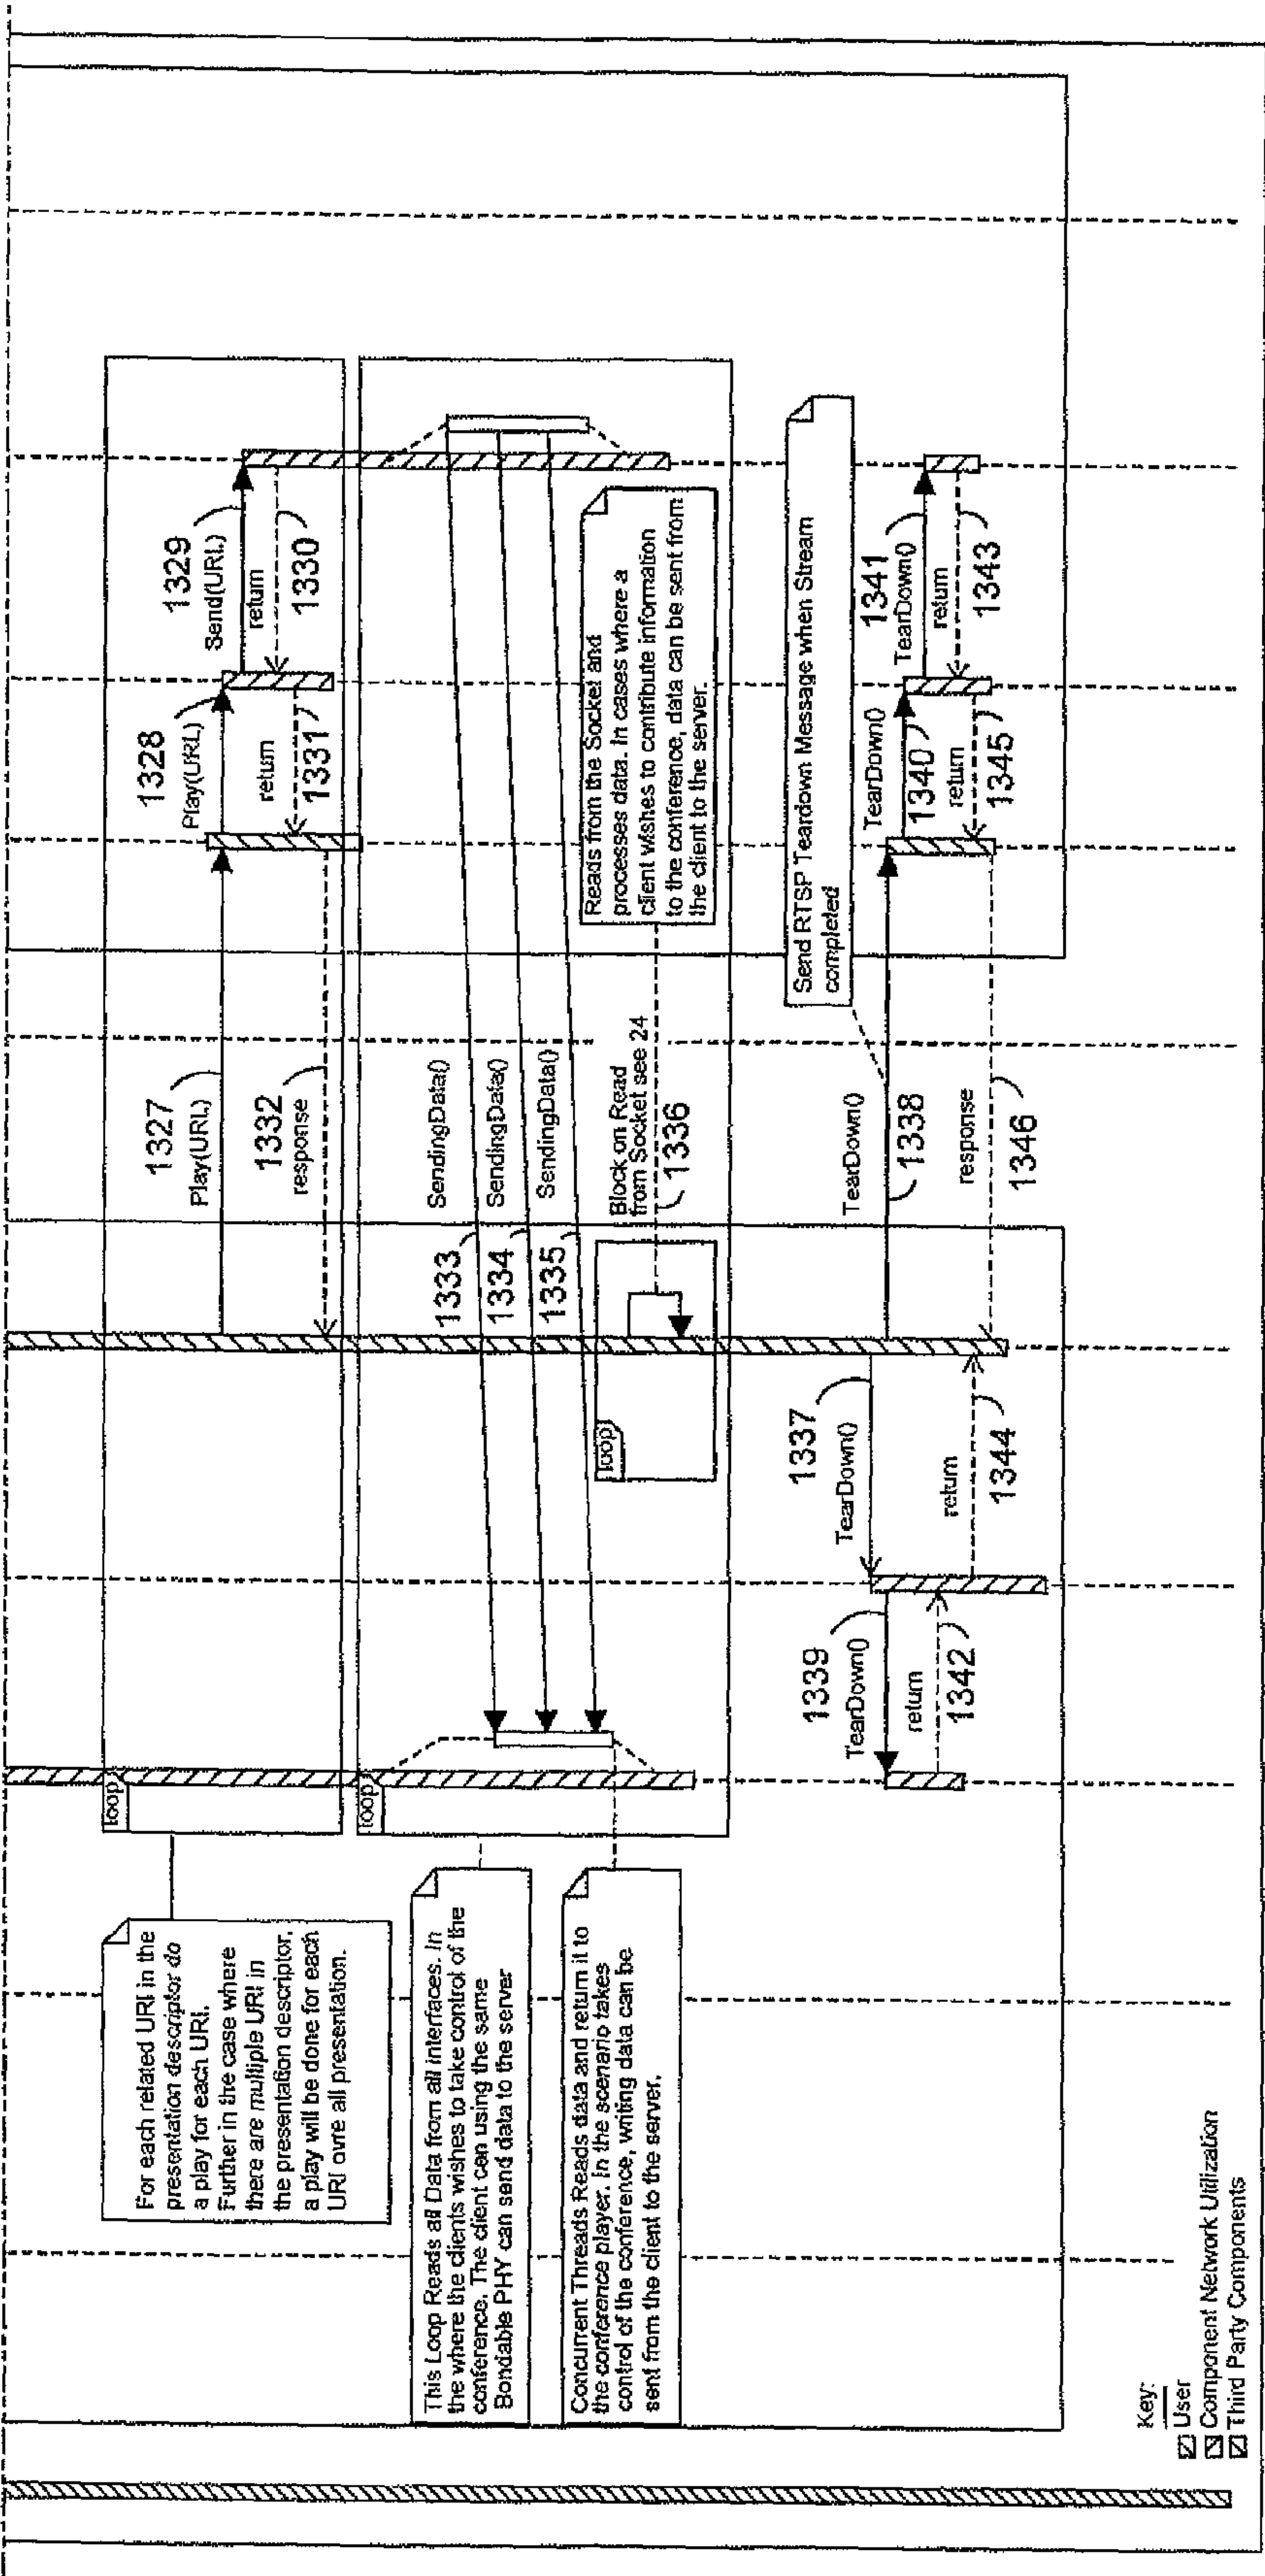 For each related URI in the
presentation descriptor do
a play for each URI.
Further in the case where
there are multiple URI in
the presentation descriptor,
a play will be done for each
URI ovre all presentation.
loop
1327
Play(URL)
1328
Play(URL)
1329
Send(URL)
return
1330
return
1331
1332
response
This Loop Reads all Data from all interfaces. In
the where the clients wishes to take control of the
conference. The client can using the same
Bondable PHY can send data to the server
loop
1333
SendingData()
1334
SendingData()
1335
SendingData()
Concurrent Threads Reads data and return it to
the conference player. In the scenario takes
control of the conference, writing data can be
sent from the client to the server.
loop
Block on Read
from Socket see 24
1336
Reads from the Socket and
processes data. In cases where a
client wishes to contribute information
to the conference, data can be sent from
the client to the server.
Send RTSP Teardown Message when Stream
completed
1337
TearDown()
TearDown()
1338
1339
TearDown()
TearDown()
1340
1341
TearDown()
return
1342
return
1343
return
1344
return
1345
response
1346
Key:
User
Component Network Utilization
Third Party Components